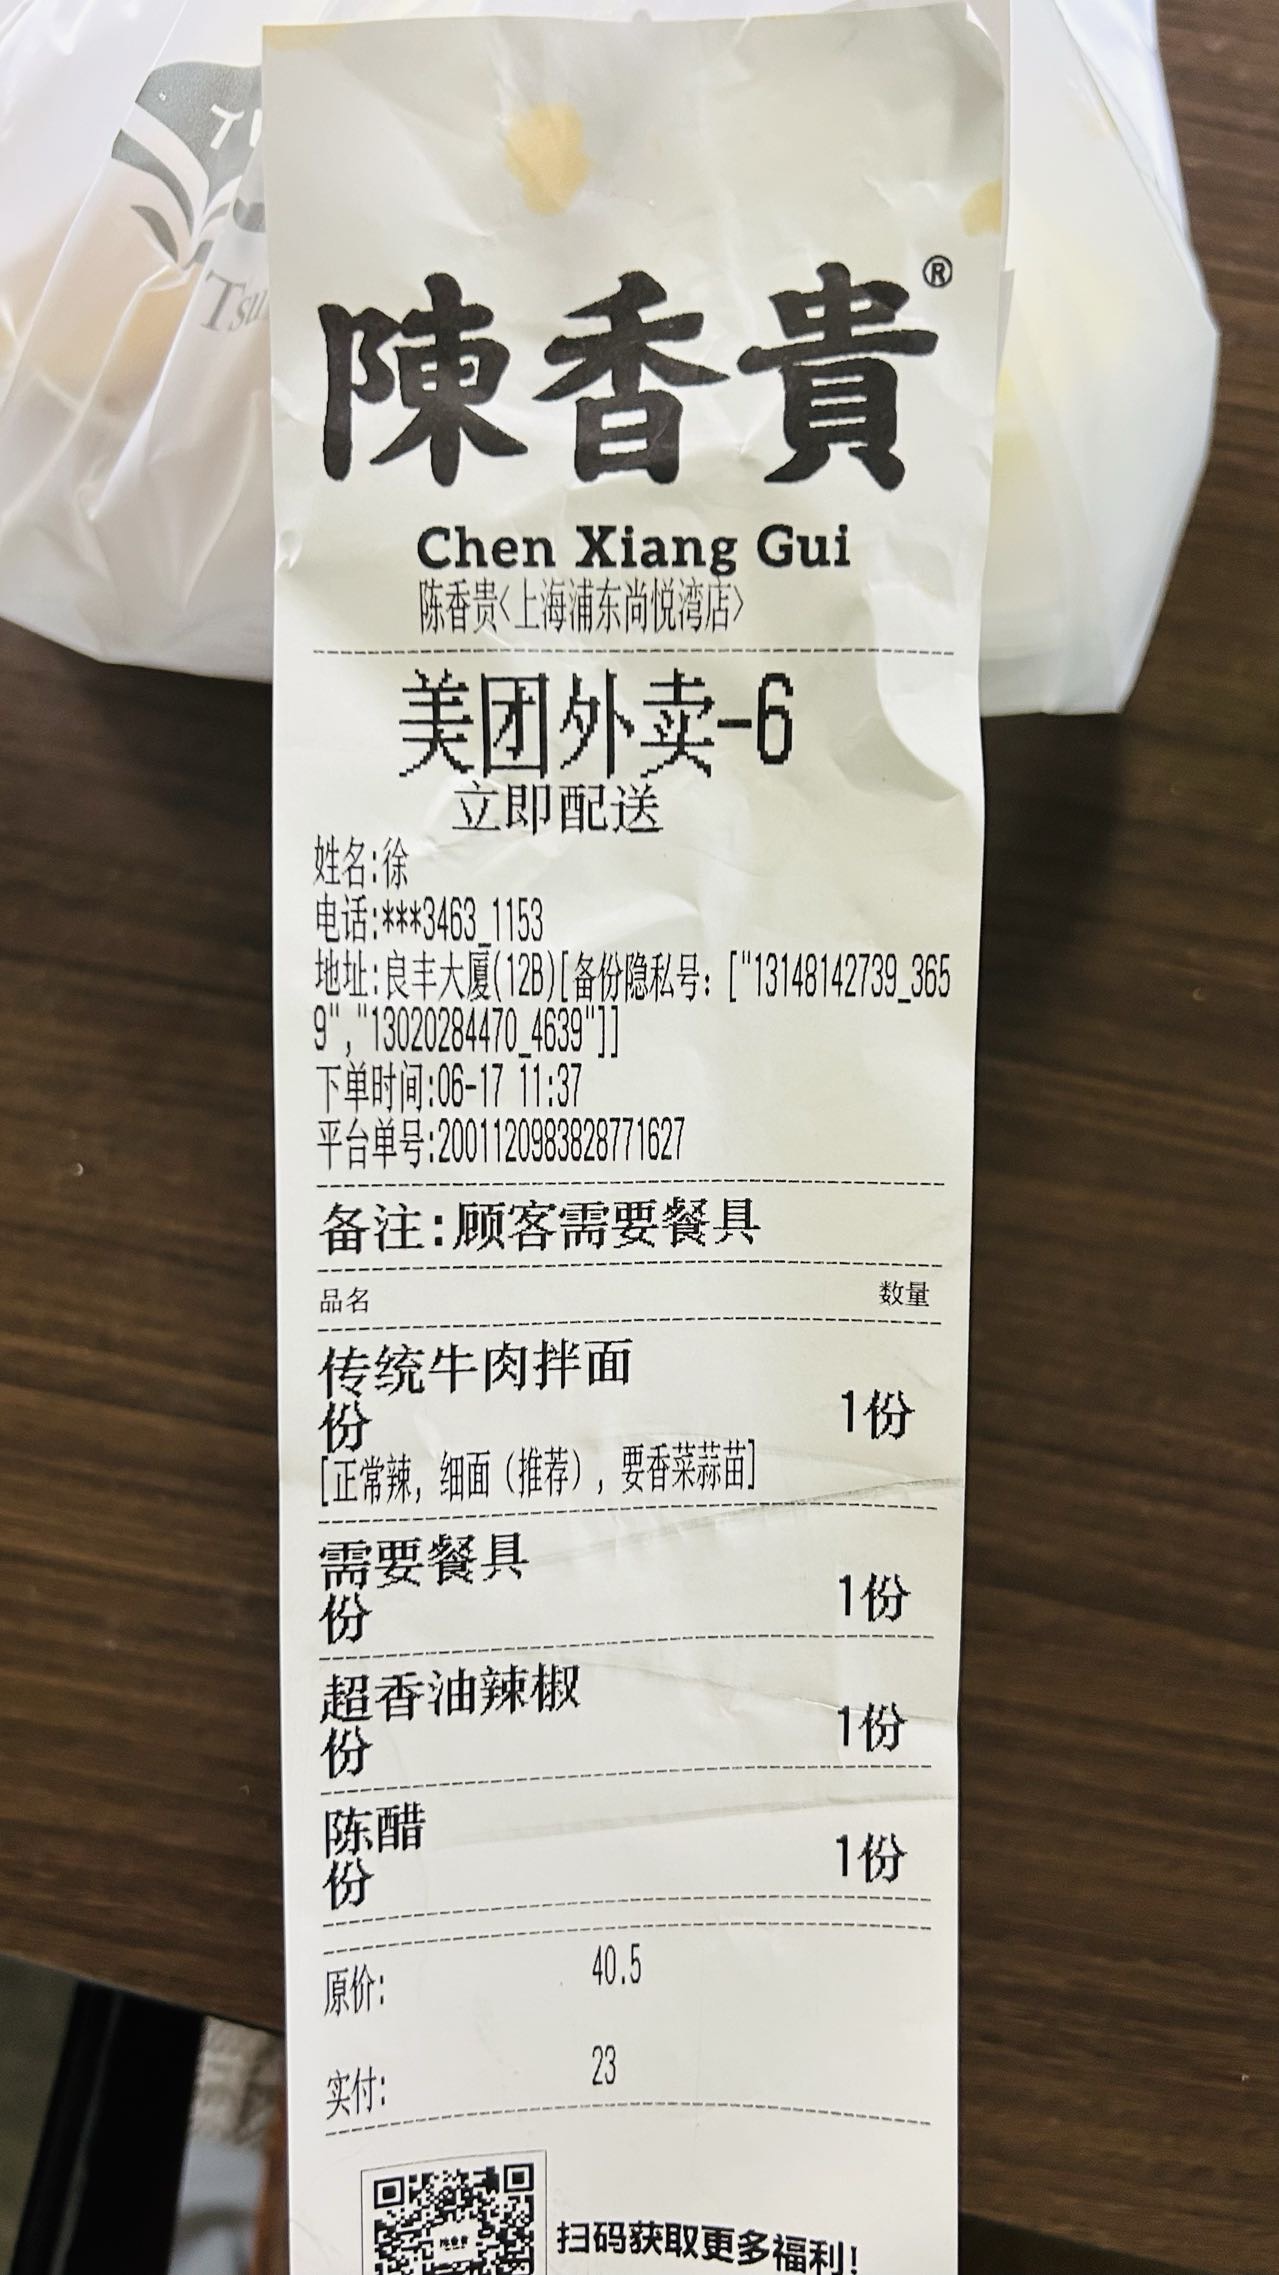 陳香貴®
Chen Xiang Gui
陈香贵<上海浦东尚悦湾店>
美团外卖-6
立即配送
姓名:徐
电话:***3463_1153
地址:良丰大厦(12B)[备份隐私号: ["13148142739_365
9","13020284470_4639"]]
下单时间:06-17 11:37
平台单号:2001120983828771627
备注:顾客需要餐具
品名 数量
传统牛肉拌面
份 1份
[正常辣, 细面（推荐）, 要香菜蒜苗]
需要餐具
份 1份
超香油辣椒
份 1份
陈醋
份 1份
原价: 40.5
实付: 23
扫码获取更多福利!